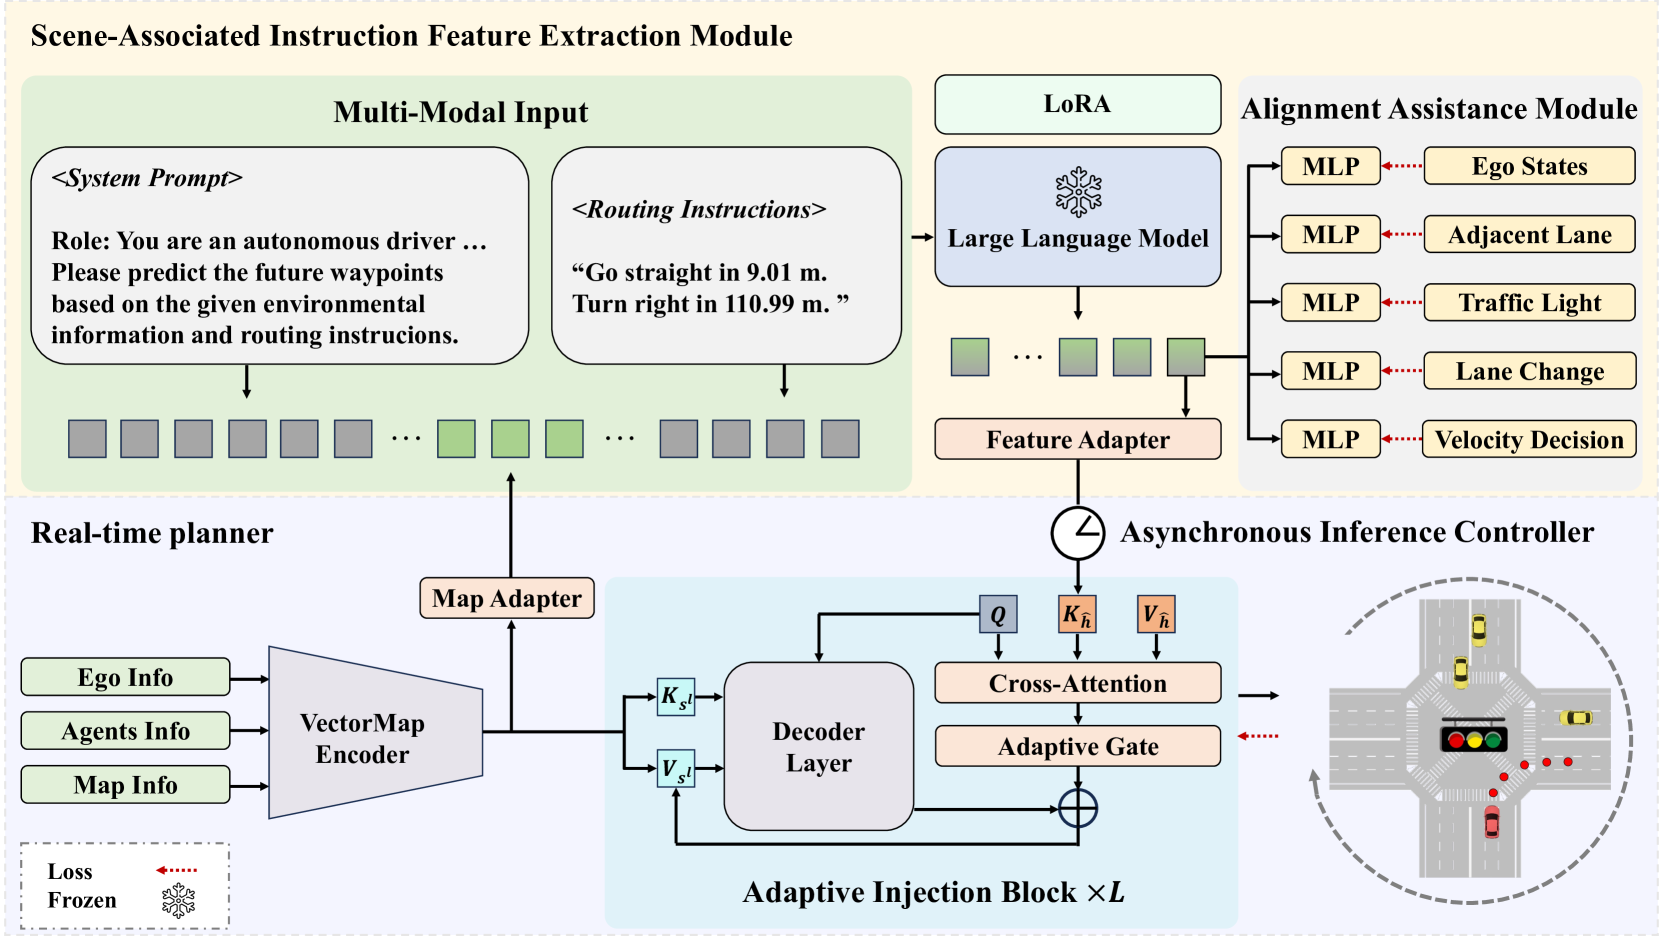 Scene-Associated Instruction Feature Extraction Module
Multi-Modal Input
<System Prompt>
Role: You are an autonomous driver …
Please predict the future waypoints
based on the given environmental
information and routing instrucions.
<Routing Instructions>
“Go straight in 9.01 m.
Turn right in 110.99 m. ”
...
...
LoRA
Large Language Model
...
Feature Adapter
Alignment Assistance Module
MLP
Ego States
MLP
Adjacent Lane
MLP
Traffic Light
MLP
Lane Change
MLP
Velocity Decision
Real-time planner
Asynchronous Inference Controller
Map Adapter
Ego Info
Agents Info
Map Info
VectorMap
Encoder
K_{s^l}
V_{s^l}
Decoder
Layer
Q
K_{\hat{h}}
V_{\hat{h}}
Cross-Attention
Adaptive Gate
Adaptive Injection Block ×L
Loss
Frozen